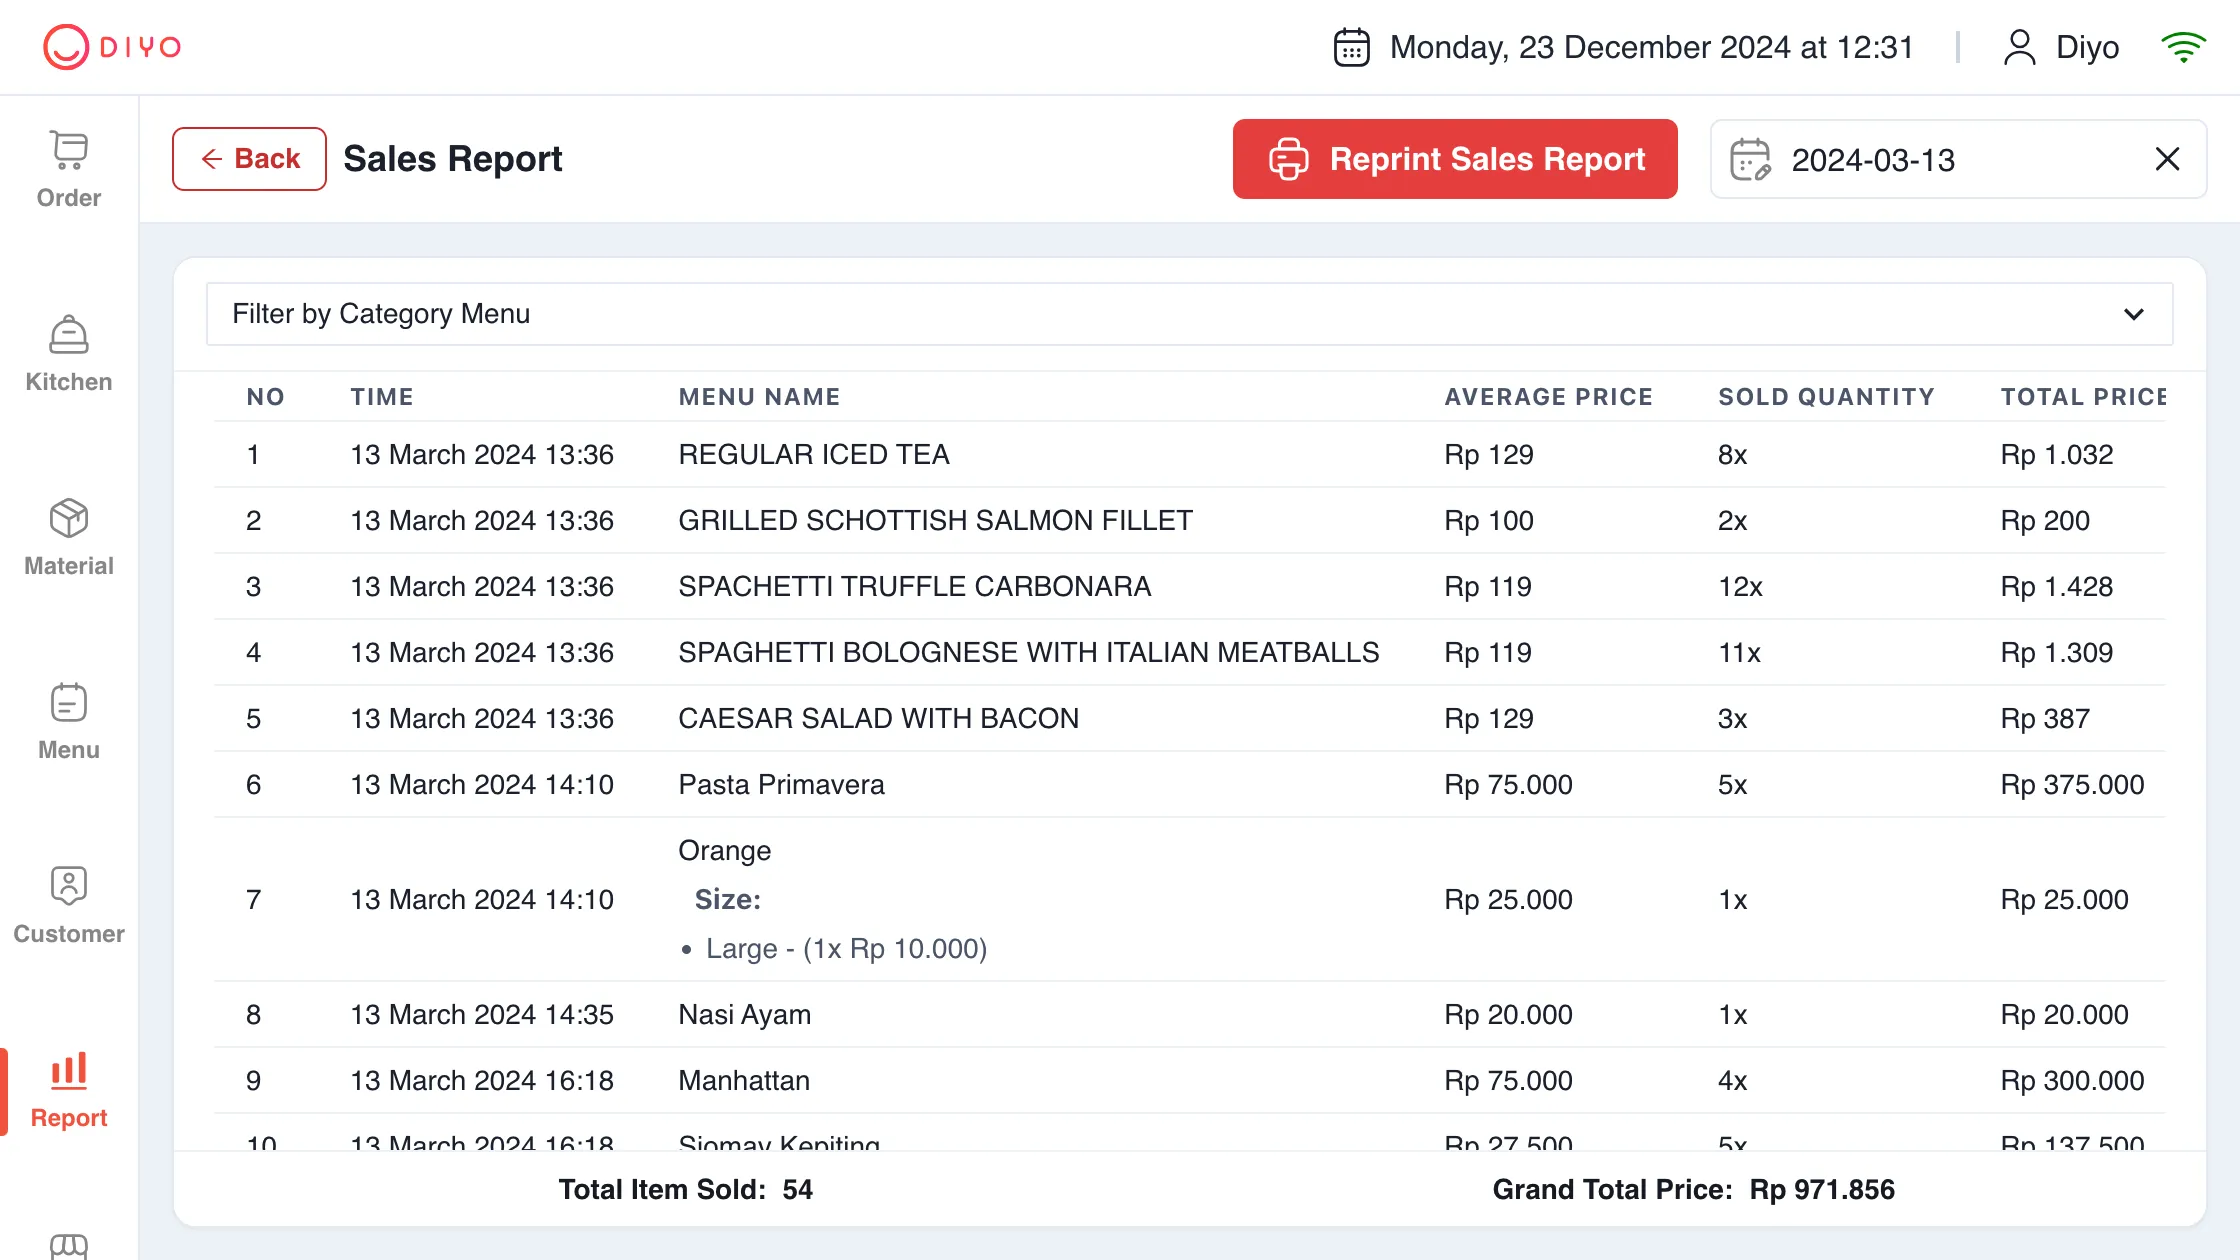 DIYO
Monday, 23 December 2024 at 12:31
Diyo
Order
Kitchen
Material
Menu
Customer
Report
Back
Sales Report
Reprint Sales Report
2024-03-13
Filter by Category Menu
NO TIME MENU NAME AVERAGE PRICE SOLD QUANTITY TOTAL PRICE
1 13 March 2024 13:36 REGULAR ICED TEA Rp 129 8x Rp 1.032
2 13 March 2024 13:36 GRILLED SCHOTTISH SALMON FILLET Rp 100 2x Rp 200
3 13 March 2024 13:36 SPACHETTI TRUFFLE CARBONARA Rp 119 12x Rp 1.428
4 13 March 2024 13:36 SPAGHETTI BOLOGNESE WITH ITALIAN MEATBALLS Rp 119 11x Rp 1.309
5 13 March 2024 13:36 CAESAR SALAD WITH BACON Rp 129 3x Rp 387
6 13 March 2024 14:10 Pasta Primavera Rp 75.000 5x Rp 375.000
7 13 March 2024 14:10 Orange Rp 25.000 1x Rp 25.000
Size:
• Large - (1x Rp 10.000)
8 13 March 2024 14:35 Nasi Ayam Rp 20.000 1x Rp 20.000
9 13 March 2024 16:18 Manhattan Rp 75.000 4x Rp 300.000
10 13 March 2024 16:18 Siomay Kepiting Rp 27.500 5x Rp 137.500
Total Item Sold: 54
Grand Total Price: Rp 971.856